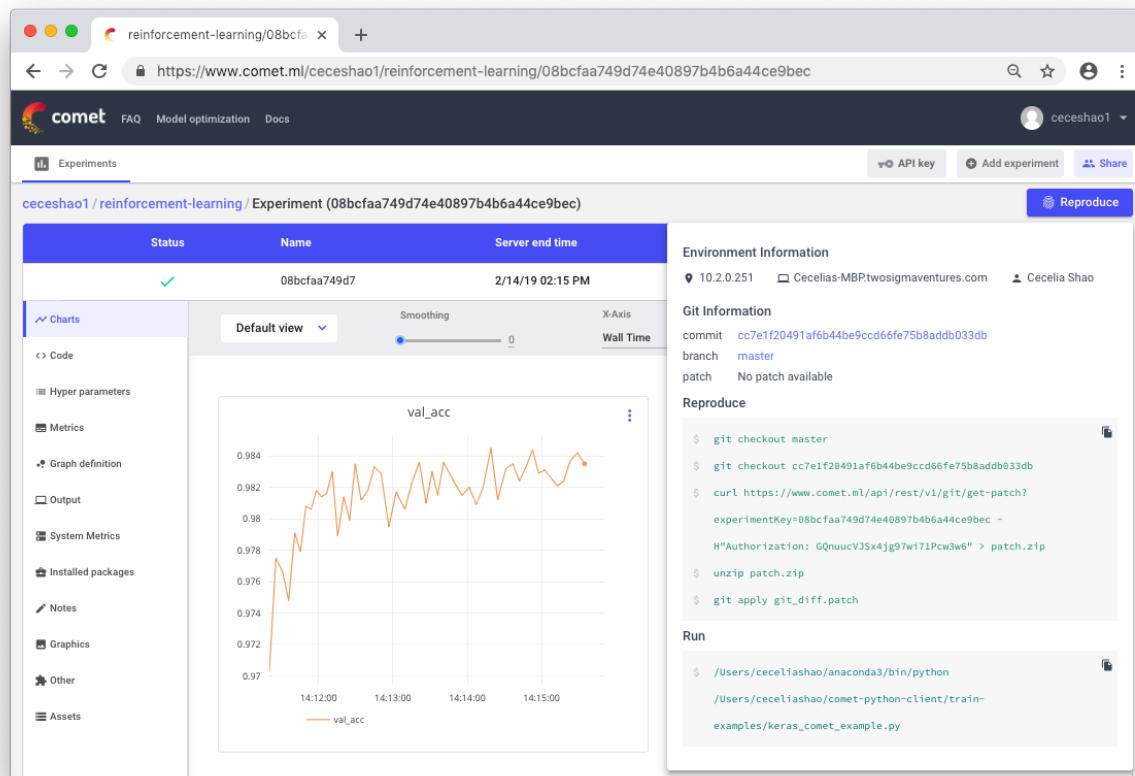 reinforcement-learning/08bcfa
https://www.comet.ml/ceceshao1/reinforcement-learning/08bcfaa749d74e40897b4b6a44ce9bec
comet FAQ Model optimization Docs ceceshao1
Experiments API key Add experiment Share
ceceshao1 / reinforcement-learning / Experiment (08bcfaa749d74e40897b4b6a44ce9bec) Reproduce
Status Name Server end time
08bcfaa749d7 2/14/19 02:15 PM
Charts
Code
Hyper parameters
Metrics
Graph definition
Output
System Metrics
Installed packages
Notes
Graphics
Other
Assets
Default view
Smoothing
0
X-Axis
Wall Time
val_acc
0.984
0.982
0.98
0.978
0.976
0.974
0.972
0.97
14:12:00 14:13:00 14:14:00 14:15:00
val_acc
Environment Information
10.2.0.251 Cecelias-MBP.twosigmaventures.com Cecelia Shao
Git Information
commit cc7e1f20491af6b44be9ccd66fe75b8addb033db
branch master
patch No patch available
Reproduce
$ git checkout master
$ git checkout cc7e1f20491af6b44be9ccd66fe75b8addb033db
$ curl https://www.comet.ml/api/rest/v1/git/get-patch?
experimentKey=08bcfaa749d74e40897b4b6a44ce9bec -
H"Authorization: GQnuucVJSx4jg97wi71Pcw3w6" > patch.zip
$ unzip patch.zip
$ git apply git_diff.patch
Run
$ /Users/ceceliashao/anaconda3/bin/python
/Users/ceceliashao/comet-python-client/train-
examples/keras_comet_example.py